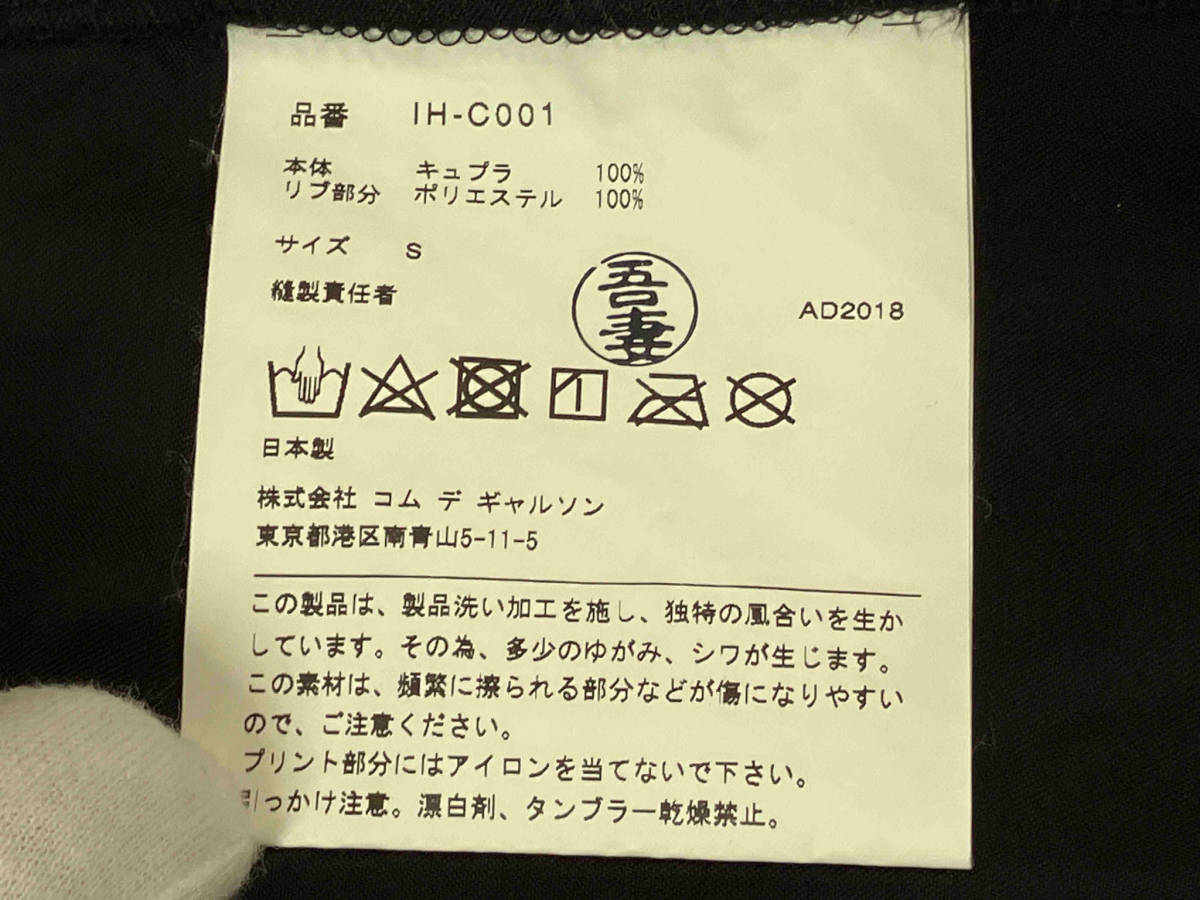 品番 IH-C001
本体 キュプラ 100%
リブ部分 ポリエステル 100%
サイズ S
縫製責任者
吾妻
AD2018
日本製
株式会社 コム デ ギャルソン
東京都港区南青山5-11-5
この製品は、製品洗い加工を施し、独特の風合いを生か
しています。その為、多少のゆがみ、シワが生じます。
この素材は、頻繁に擦られる部分などが傷になりやすい
ので、ご注意ください。
プリント部分にはアイロンを当てないで下さい。
引っかけ注意。漂白剤、タンブラー乾燥禁止。